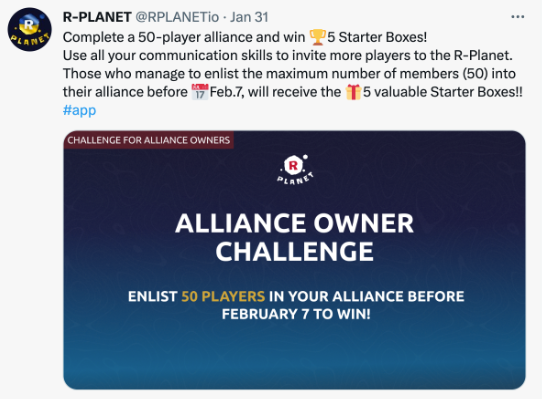 R-PLANET @RPLANETio · Jan 31
Complete a 50-player alliance and win 🏆5 Starter Boxes!
Use all your communication skills to invite more players to the R-Planet.
Those who manage to enlist the maximum number of members (50) into
their alliance before 📅Feb.7, will receive the 🎁5 valuable Starter Boxes!!
#app
CHALLENGE FOR ALLIANCE OWNERS
R
PLANET
ALLIANCE OWNER
CHALLENGE
ENLIST 50 PLAYERS IN YOUR ALLIANCE BEFORE
FEBRUARY 7 TO WIN!